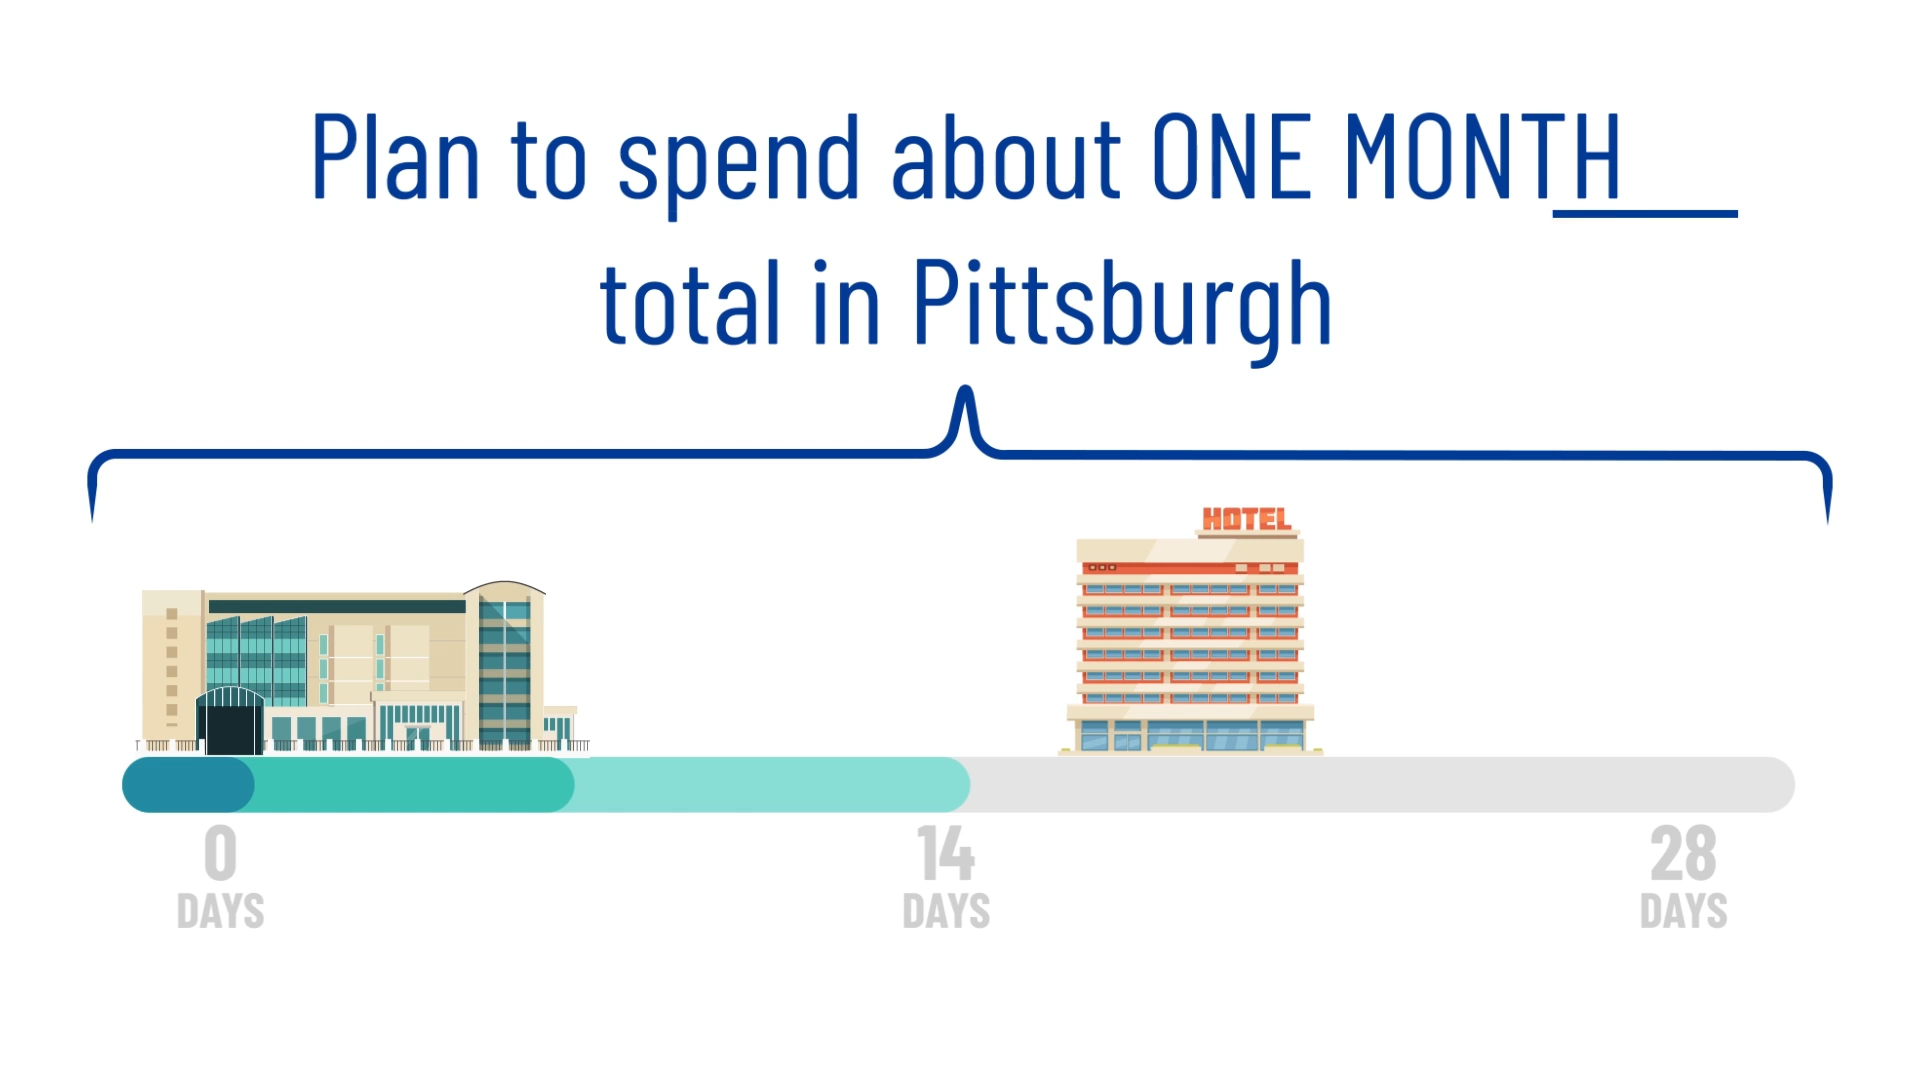 Plan to spend about ONE MONTH
total in Pittsburgh
HOTEL
0
DAYS
14
DAYS
28
DAYS